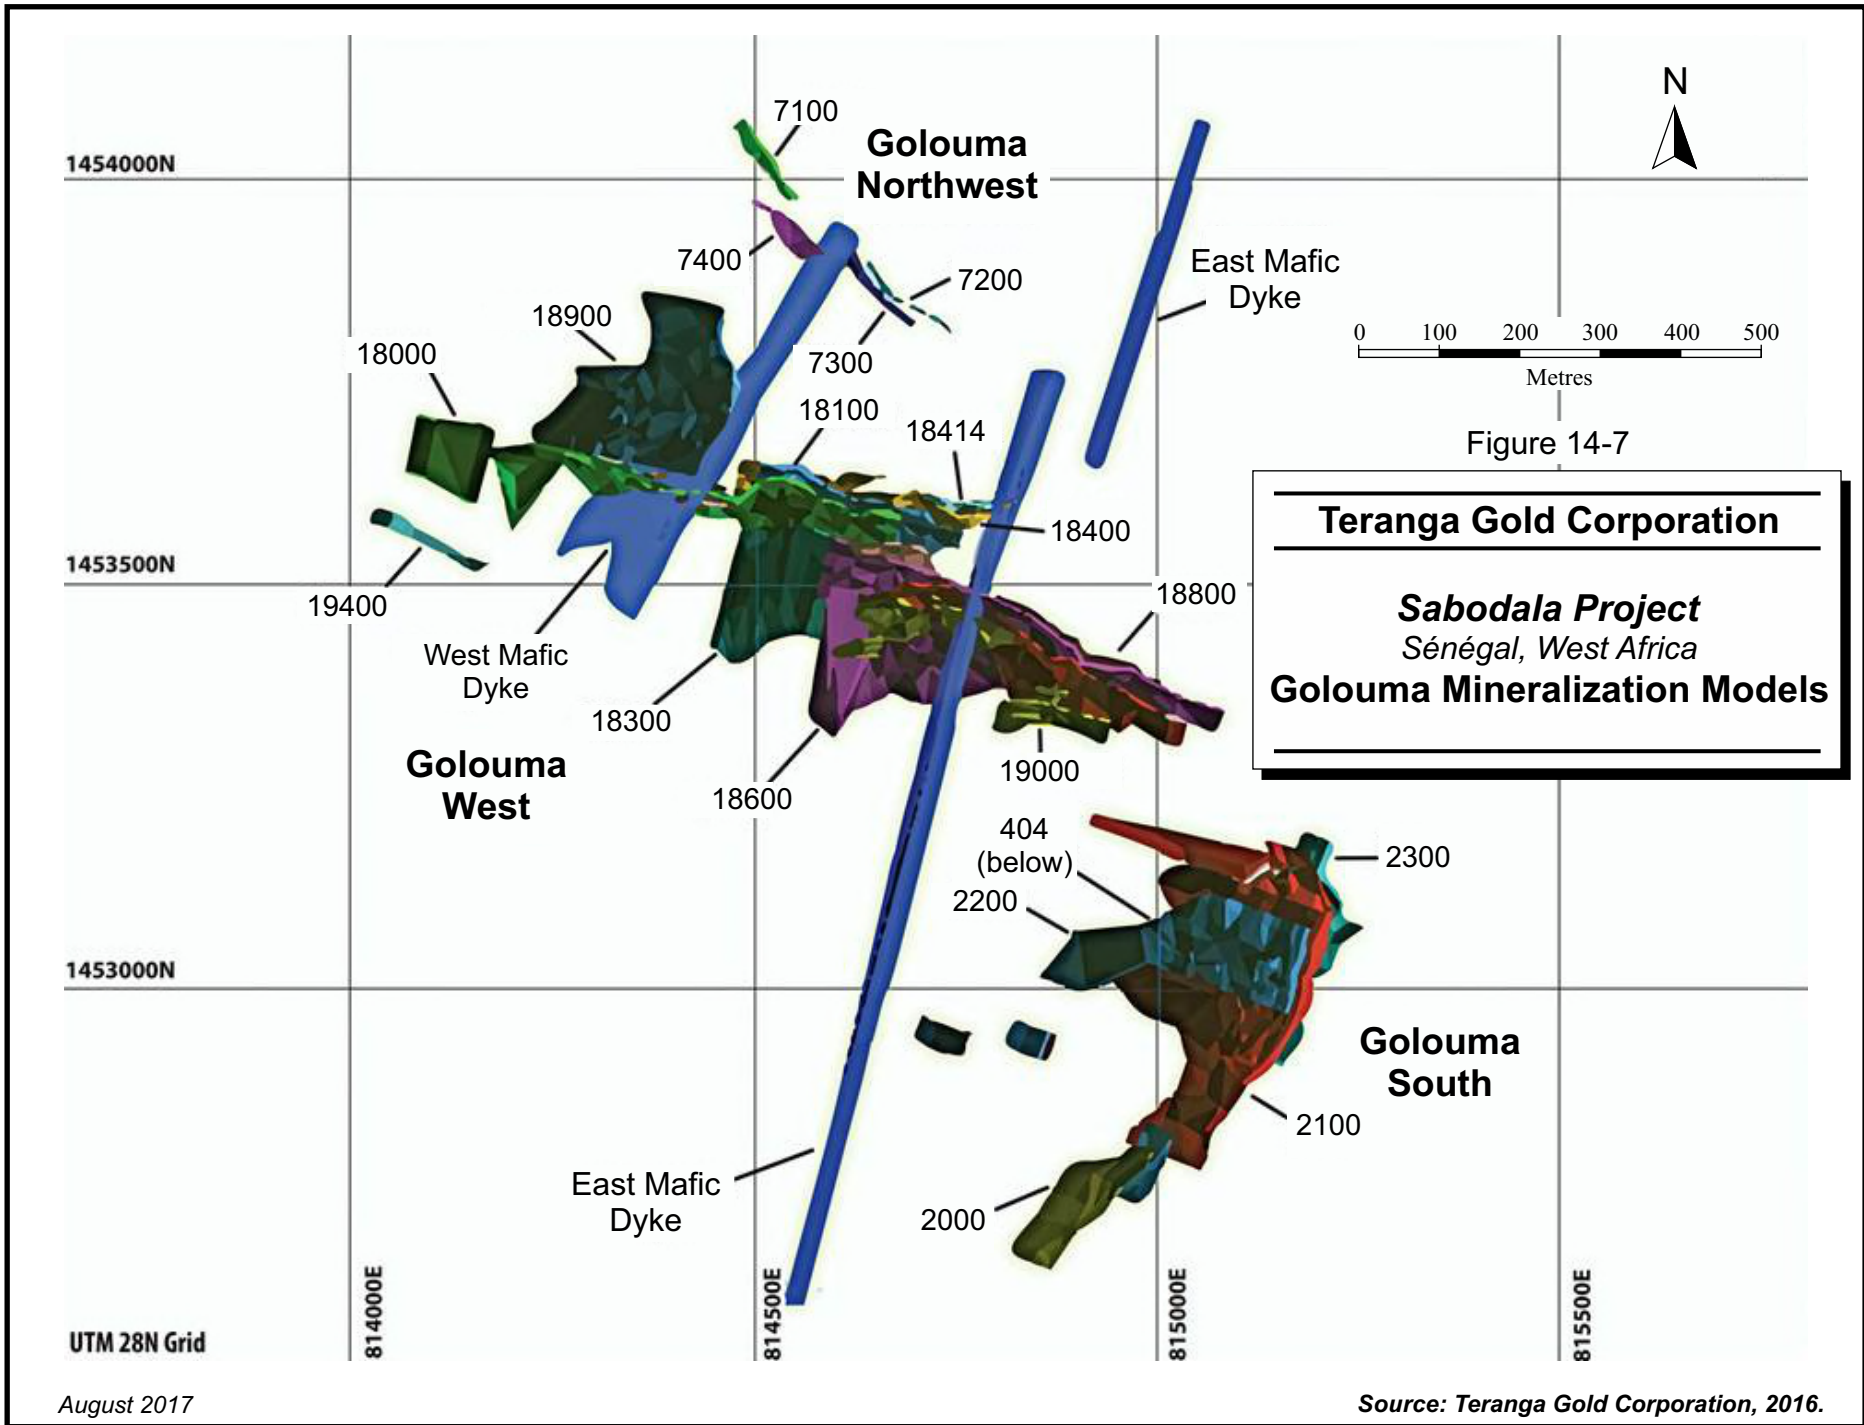 7100
Golouma
Northwest
N
1454000N
7400
7200
East Mafic
Dyke
18900
7300
18000
0 100 200 300 400 500
Metres
18100
18414
Figure 14-7
18400
Teranga Gold Corporation
1453500N
19400
18800
Sabodala Project
Sénégal, West Africa
Golouma Mineralization Models
West Mafic
Dyke
18300
Golouma
West
18600
19000
404
(below)
2300
2200
1453000N
Golouma
South
2100
East Mafic
Dyke
2000
814000E
814500E
815000E
815500E
UTM 28N Grid
August 2017
Source: Teranga Gold Corporation, 2016.